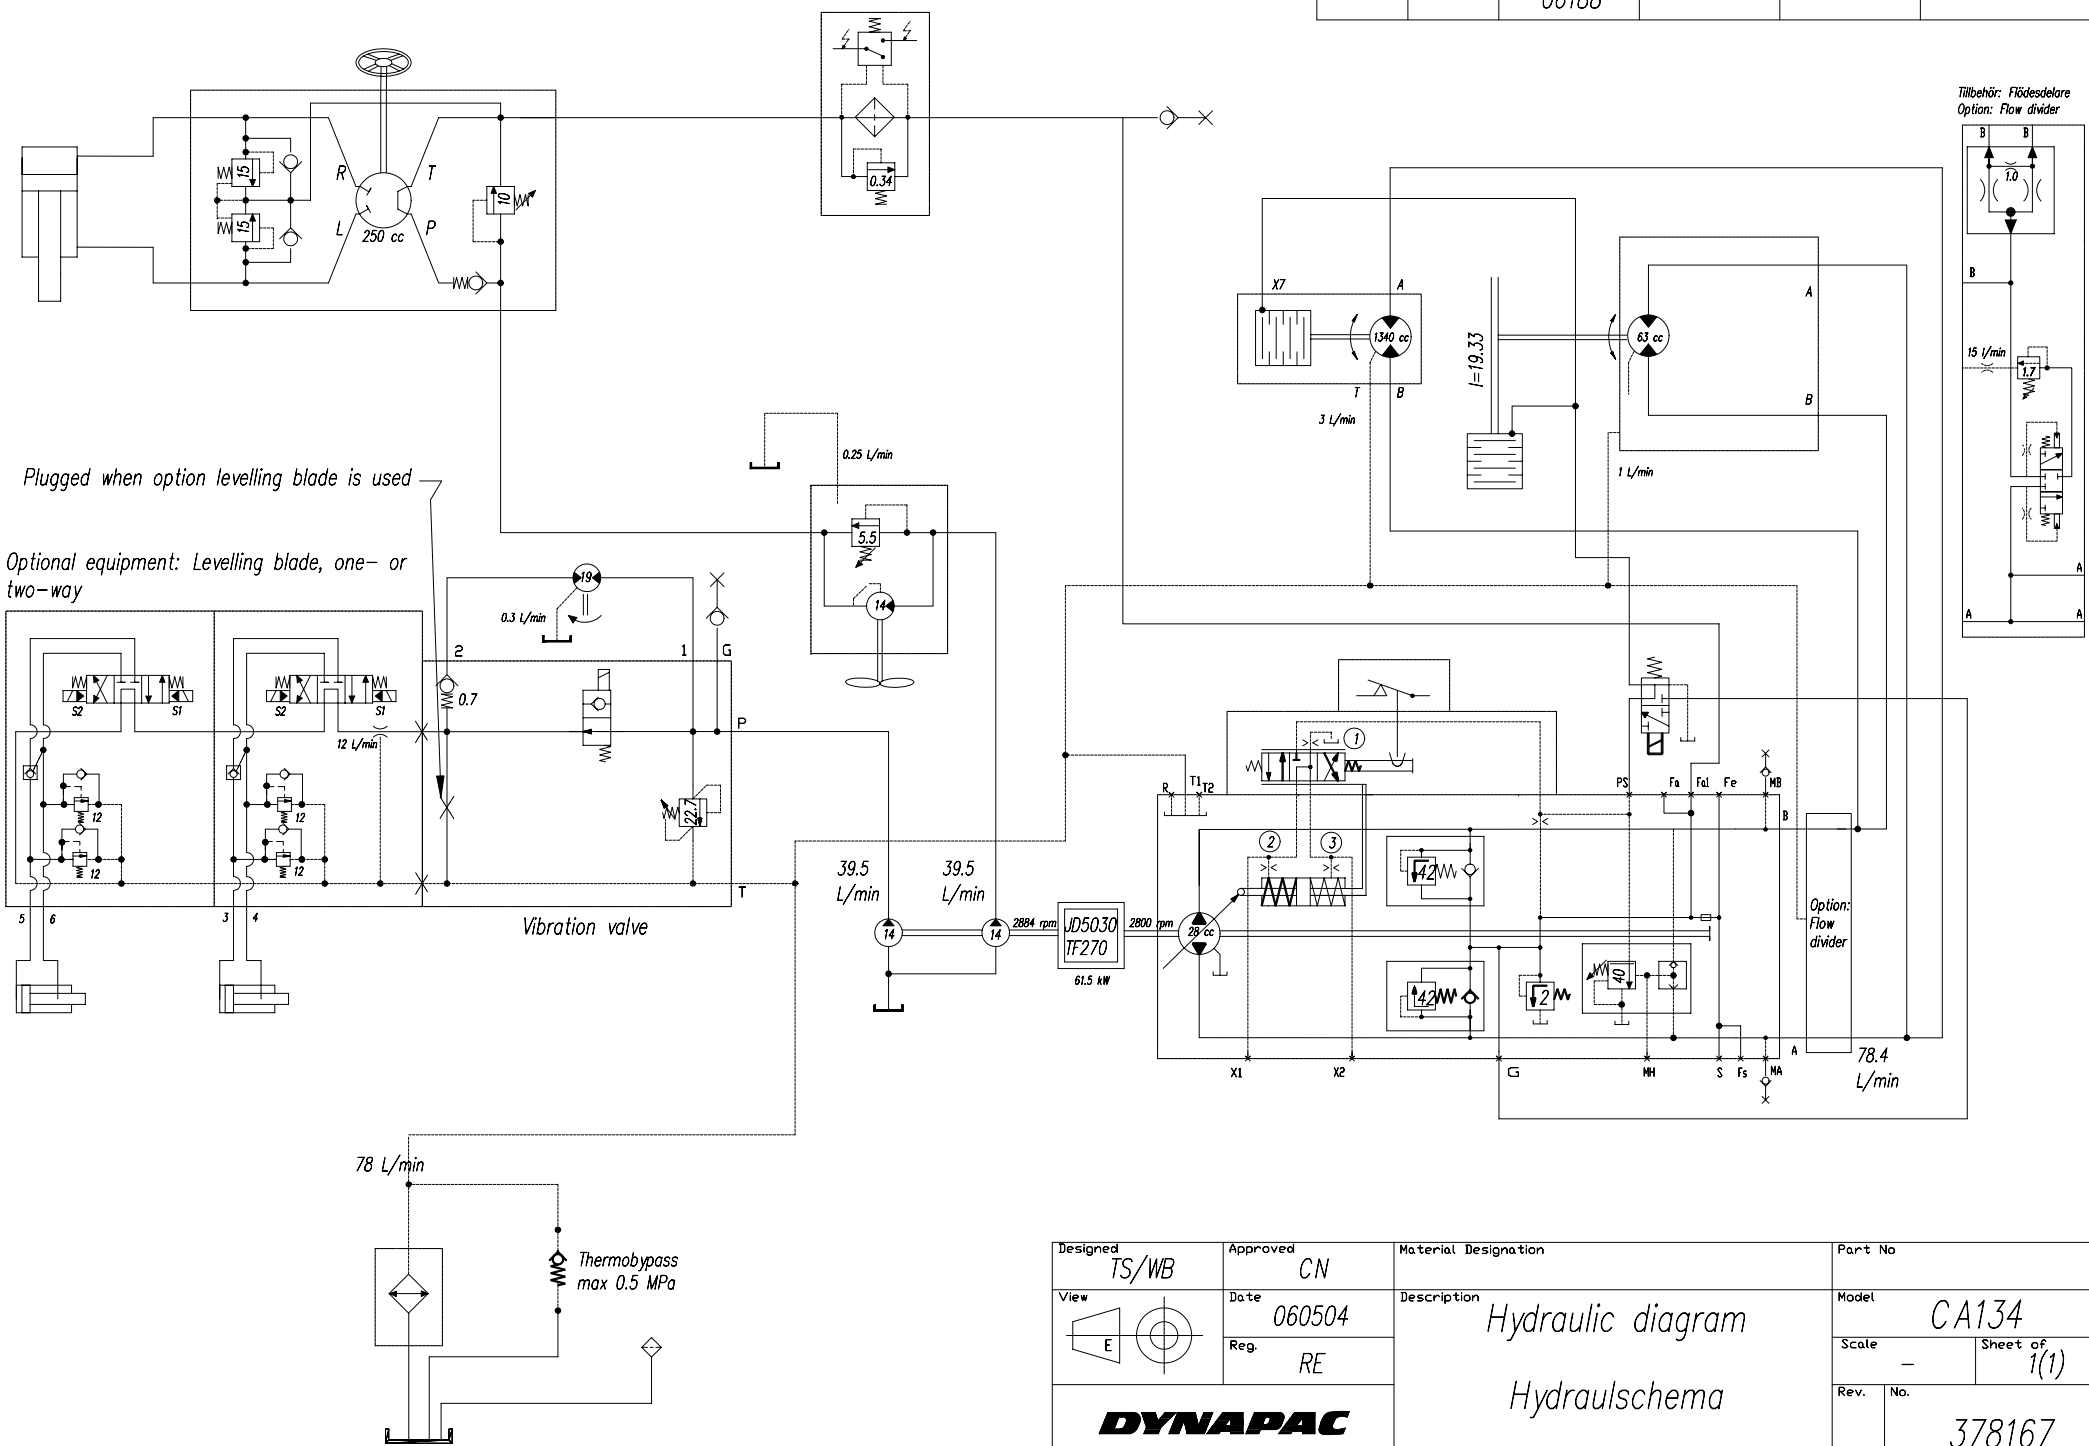 06188
Tillbehör: Flödesdelare
Option: Flow divider
B B
1.0
B
15 l/min
1.7
A
A A
0.34
15
15
R T
L P
250 cc
10
X7 A
1340 cc
T B
3 L/min
I=19.33
A
63 cc
B
1 L/min
0.25 L/min
5.5
14
Plugged when option levelling blade is used
Optional equipment: Levelling blade, one- or
two-way
19
0.3 L/min
2 1 G
0.7
P
S2 S1
S2 S1
12 L/min
12
12
12
12
22.7
T
5 6
3 4
Vibration valve
39.5
L/min
39.5
L/min
14
14
2884 rpm
JD5030
TF270
2800 rpm
61.5 kW
28 cc
1
R T1 T2
PS Fa Fa1 Fe MB
B
2 3
42
42
2
40
Option:
Flow
divider
X1 X2 G MH S Fs MA
A
78.4
L/min
78 L/min
Thermobypass
max 0.5 MPa
Designed
TS/WB
Approved
CN
Material Designation
Part No
View
E
Date
060504
Description
Hydraulic diagram
Hydraulschema
Model
CA134
Reg.
RE
Scale
-
Sheet of
1(1)
DYNAPAC
Rev.
No.
378167